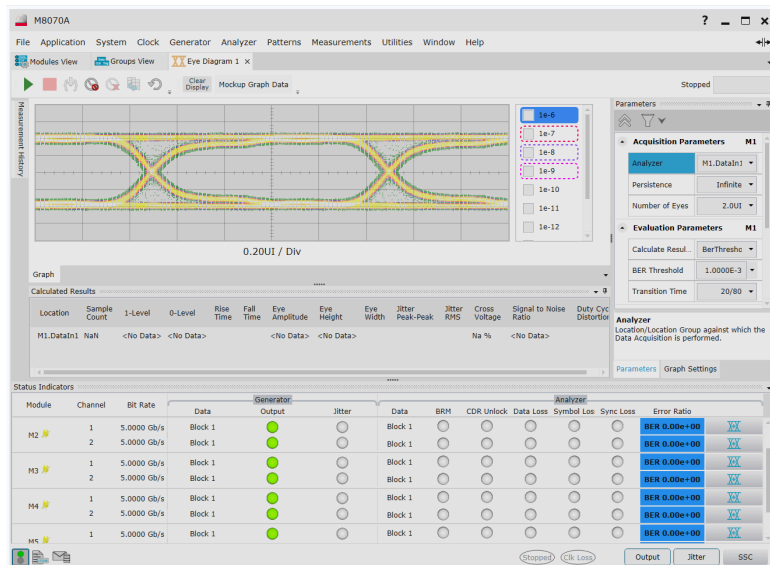 M8070A
? _ □ ×
File Application System Clock Generator Analyzer Patterns Measurements Utilities Window Help
Modules View Groups View Eye Diagram 1 ×
Clear Display Mockup Graph Data Stopped
Measurement History
1e-6
1e-7
1e-8
1e-9
1e-10
1e-11
1e-12
0.20UI / Div
Graph
Parameters
Acquisition Parameters M1
Analyzer M1.DataIn1
Persistence Infinite
Number of Eyes 2.0UI
Evaluation Parameters M1
Calculate Resul... BerThreshc
BER Threshold 1.0000E-3
Transition Time 20/80
Analyzer
Location/Location Group against which the
Data Acquisition is performed.
Parameters Graph Settings
Calculated Results
Location Sample Count 1-Level 0-Level Rise Time Fall Time Eye Amplitude Eye Height Eye Width Jitter Peak-Peak Jitter RMS Cross Voltage Signal to Noise Ratio Duty Cyc Distortion
M1.DataIn1 NaN <No Data> <No Data> <No Data> <No Data> Na % <No Data>
Status Indicators
Generator Analyzer
Module Channel Bit Rate Data Output Jitter Data BRM CDR Unlock Data Loss Symbol Los Sync Loss Error Ratio
M2
1 5.0000 Gb/s Block 1 Block 1 BER 0.00e+00
2 5.0000 Gb/s Block 1 Block 1 BER 0.00e+00
M3
1 5.0000 Gb/s Block 1 Block 1 BER 0.00e+00
2 5.0000 Gb/s Block 1 Block 1 BER 0.00e+00
M4
1 5.0000 Gb/s Block 1 Block 1 BER 0.00e+00
2 5.0000 Gb/s Block 1 Block 1 BER 0.00e+00
M5
1 5.0000 Gb/s Block 1 Block 1 BER 0.00e+00
Stopped Clk Loss Output Jitter SSC